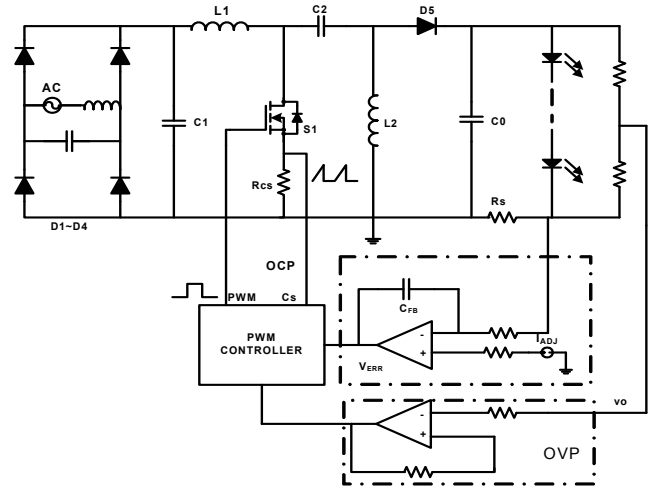 L1
C2
D5
AC
C1
S1
L2
C0
Rcs
Rs
D1~D4
OCP
PWM
Cs
CFB
PWM
CONTROLLER
VERR
-
+
IADJ
vo
-
+
OVP